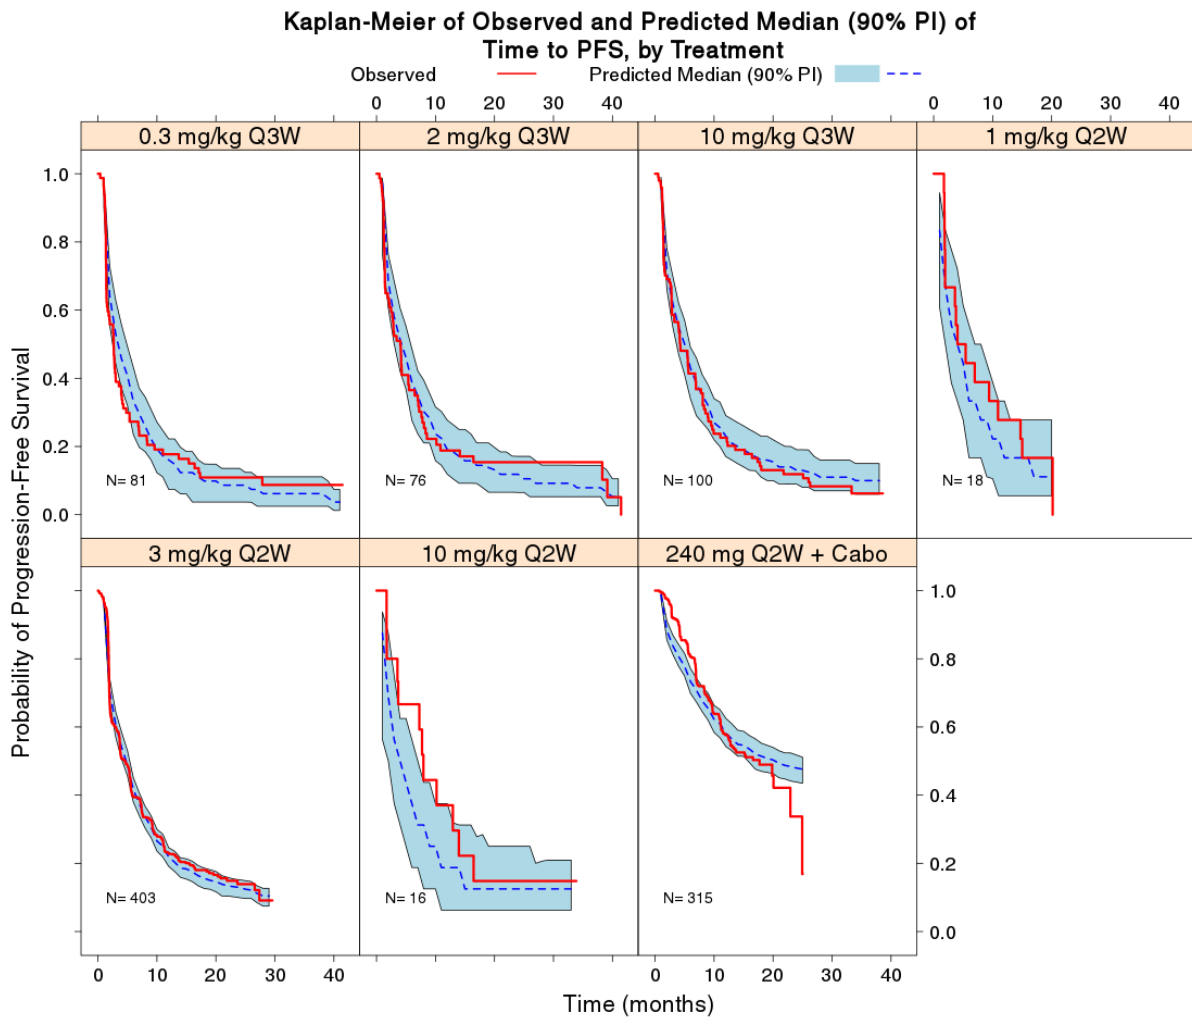 Kaplan-Meier of Observed and Predicted Median (90% PI) of
Time to PFS, by Treatment
Observed Predicted Median (90% PI)
0 10 20 30 40 0 10 20 30 40
0.3 mg/kg Q3W 2 mg/kg Q3W 10 mg/kg Q3W 1 mg/kg Q2W
1.0
0.8
0.6
0.4
0.2
0.0
N= 81 N= 76 N= 100 N= 18
3 mg/kg Q2W 10 mg/kg Q2W 240 mg Q2W + Cabo
1.0
0.8
0.6
0.4
0.2
0.0
N= 403 N= 16 N= 315
0 10 20 30 40 0 10 20 30 40
Time (months)
Probability of Progression-Free Survival